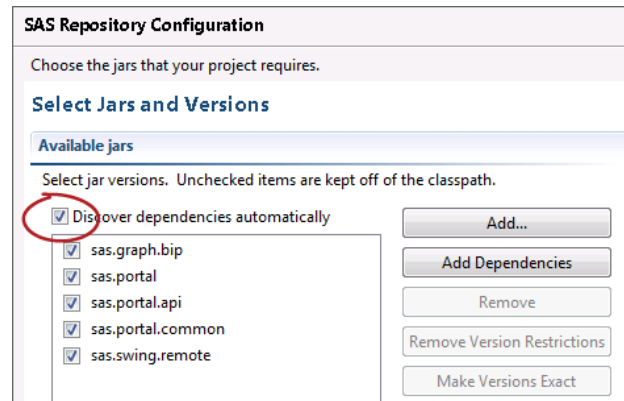 SAS Repository Configuration
Choose the jars that your project requires.
Select Jars and Versions
Available jars
Select jar versions. Unchecked items are kept off of the classpath.
Discover dependencies automatically
sas.graph.bip
sas.portal
sas.portal.api
sas.portal.common
sas.swing.remote
Add...
Add Dependencies
Remove
Remove Version Restrictions
Make Versions Exact